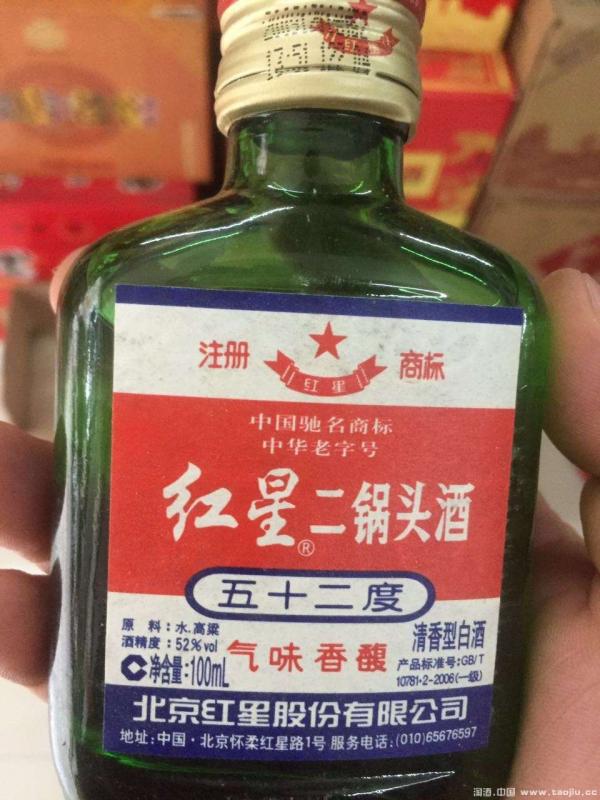 红星
注册
商标
红星
中国驰名商标
中华老字号
红星®二锅头酒
五十二度
原料:水.高粱
酒精度:52%vol
C净含量:100mL
气味香馥
清香型白酒
产品标准号:GB/T
10781·2-2006(一级)
北京红星股份有限公司
地址:中国·北京怀柔红星路1号 服务电话:(010)65676597
淘酒.中国 www.taojiu.cc